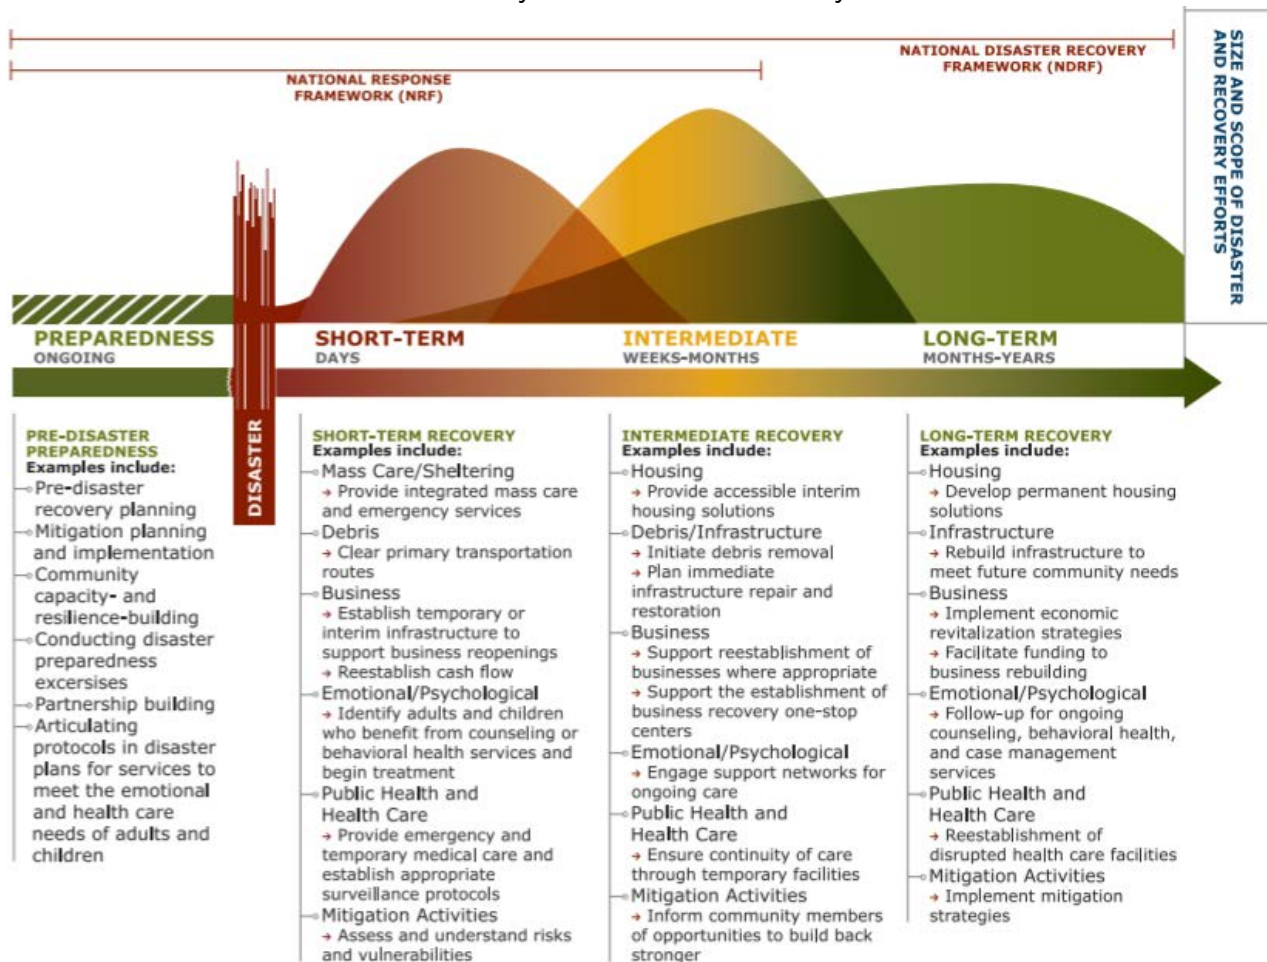 NATIONAL DISASTER RECOVERY
FRAMEWORK (NDRF)
NATIONAL RESPONSE
FRAMEWORK (NRF)
SIZE AND SCOPE OF DISASTER
AND RECOVERY EFFORTS
PREPAREDNESS
ONGOING
SHORT-TERM
DAYS
INTERMEDIATE
WEEKS-MONTHS
LONG-TERM
MONTHS-YEARS
DISASTER
PRE-DISASTER
PREPAREDNESS
Examples include:
Pre-disaster
recovery planning
Mitigation planning
and implementation
Community
capacity- and
resilience-building
Conducting disaster
preparedness
excersises
Partnership building
Articulating
protocols in disaster
plans for services to
meet the emotional
and health care
needs of adults and
children
SHORT-TERM RECOVERY
Examples include:
Mass Care/Sheltering
→ Provide integrated mass care
and emergency services
Debris
→ Clear primary transportation
routes
Business
→ Establish temporary or
interim infrastructure to
support business reopenings
→ Reestablish cash flow
Emotional/Psychological
→ Identify adults and children
who benefit from counseling or
behavioral health services and
begin treatment
Public Health and
Health Care
→ Provide emergency and
temporary medical care and
establish appropriate
surveillance protocols
Mitigation Activities
→ Assess and understand risks
and vulnerabilities
INTERMEDIATE RECOVERY
Examples include:
Housing
→ Provide accessible interim
housing solutions
Debris/Infrastructure
→ Initiate debris removal
→ Plan immediate
infrastructure repair and
restoration
Business
→ Support reestablishment of
businesses where appropriate
→ Support the establishment of
business recovery one-stop
centers
Emotional/Psychological
→ Engage support networks for
ongoing care
Public Health and
Health Care
→ Ensure continuity of care
through temporary facilities
Mitigation Activities
→ Inform community members
of opportunities to build back
stronger
LONG-TERM RECOVERY
Examples include:
Housing
→ Develop permanent housing
solutions
Infrastructure
→ Rebuild infrastructure to
meet future community needs
Business
→ Implement economic
revitalization strategies
→ Facilitate funding to
business rebuilding
Emotional/Psychological
→ Follow-up for ongoing
counseling, behavioral health,
and case management
services
Public Health and
Health Care
→ Reestablishment of
disrupted health care facilities
Mitigation Activities
→ Implement mitigation
strategies